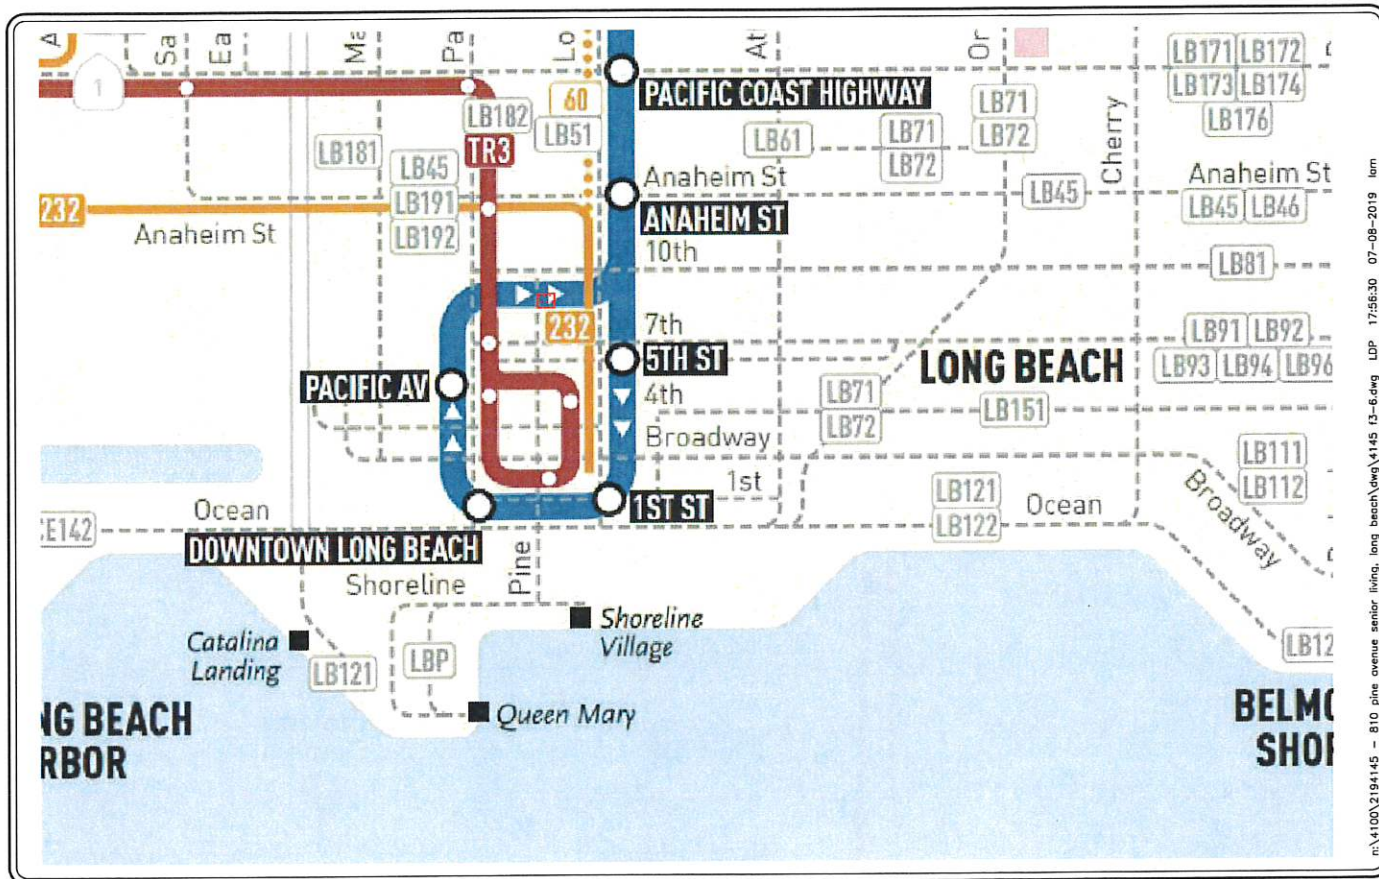 A
Sa
Ea
Ma
Pa
Lo
At
Or
1
60
PACIFIC COAST HIGHWAY
LB171 LB172
LB173 LB174
LB176
LB182
LB51
TR3
LB181
LB45
LB191
LB192
LB61
LB71
LB72
LB71
LB72
Cherry
LB45
Anaheim St
LB45 LB46
Anaheim St
ANAHEIM ST
10th
232
Anaheim St
LB81
232
7th
5TH ST
4th
LONG BEACH
LB91 LB92
LB93 LB94 LB96
PACIFIC AV
LB71
LB72
LB151
Broadway
LB111
LB112
1st
1ST ST
LB121
LB122
Ocean
Broadway
Ocean
CE142
DOWNTOWN LONG BEACH
Pine
Shoreline
Shoreline
Village
Catalina
Landing
LB121
LBP
LB12
Queen Mary
NG BEACH
RBOR
BELMO
SHOR
n:\4100\2194145 - 810 pine avenue senior living, long beach\dwg\4145 f3-6.dwg LDP 17:56:30 07-08-2019 lam